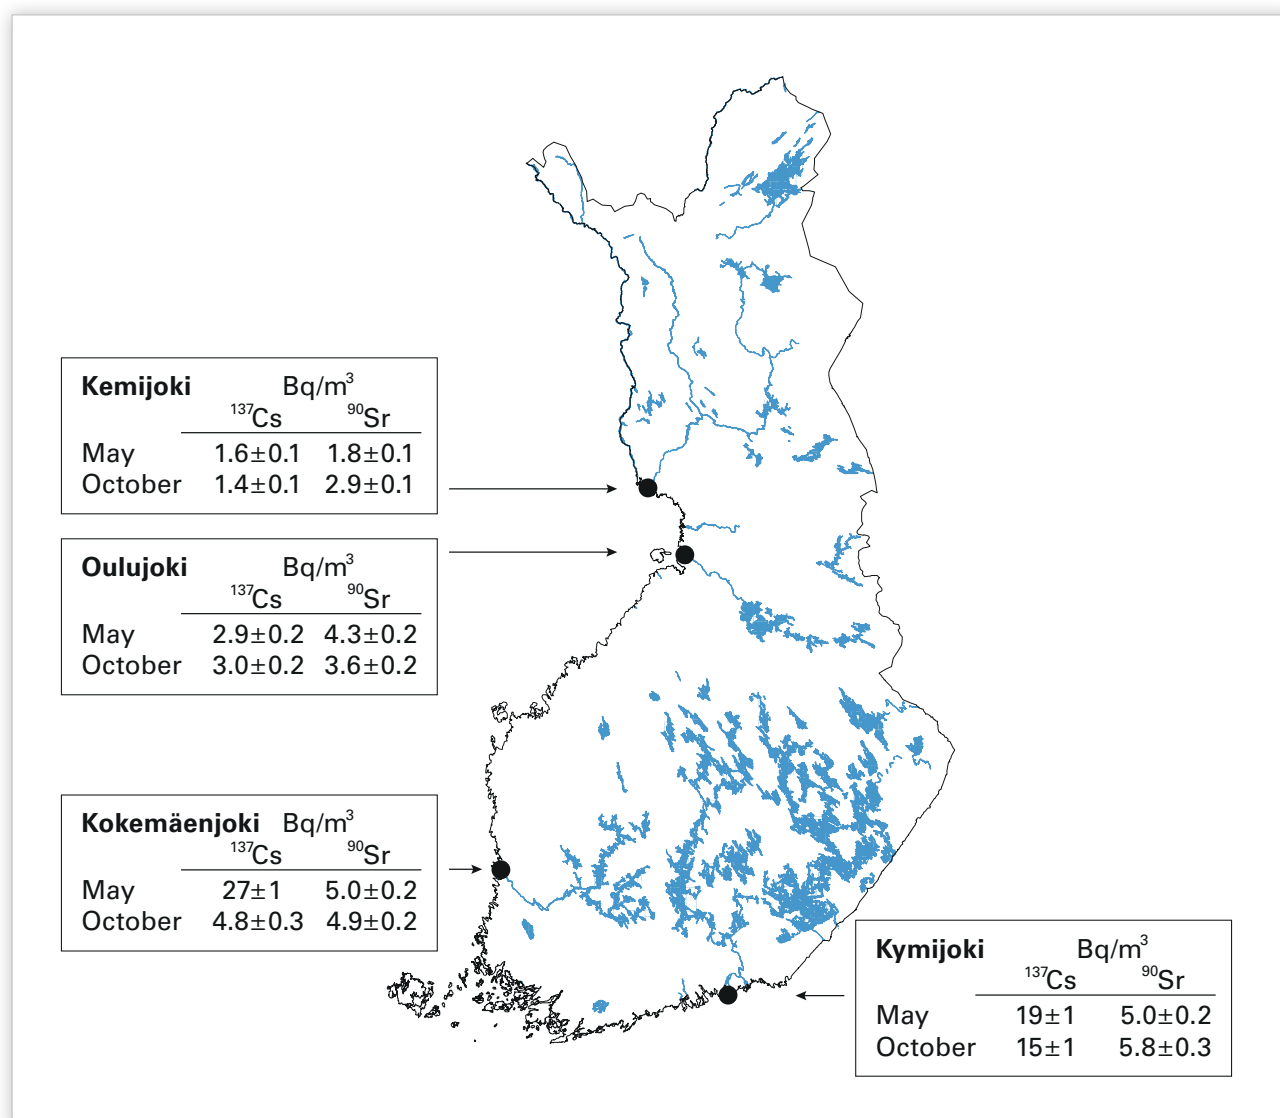 Kemijoki Bq/m³
¹³⁷Cs ⁹⁰Sr
May 1.6±0.1 1.8±0.1
October 1.4±0.1 2.9±0.1
Oulujoki Bq/m³
¹³⁷Cs ⁹⁰Sr
May 2.9±0.2 4.3±0.2
October 3.0±0.2 3.6±0.2
Kokemäenjoki Bq/m³
¹³⁷Cs ⁹⁰Sr
May 27±1 5.0±0.2
October 4.8±0.3 4.9±0.2
Kymijoki Bq/m³
¹³⁷Cs ⁹⁰Sr
May 19±1 5.0±0.2
October 15±1 5.8±0.3